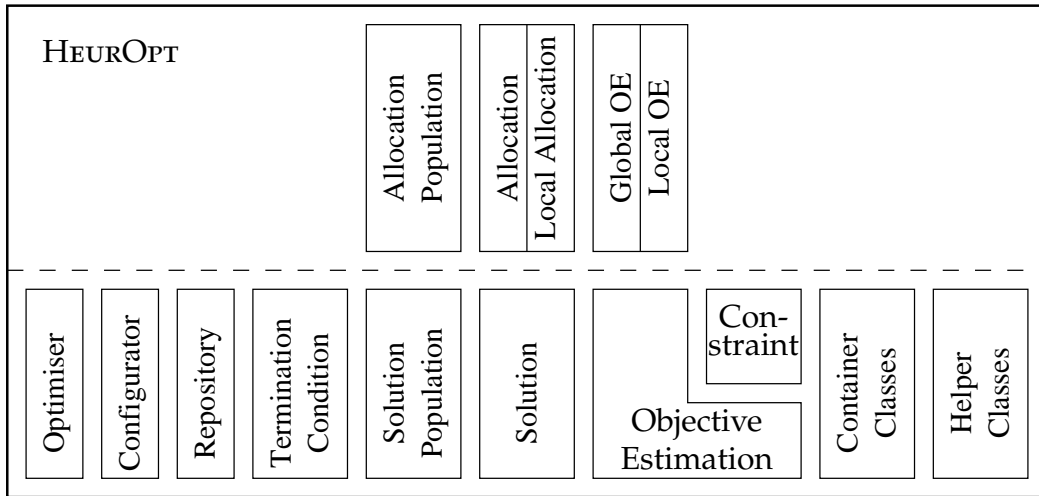 HEUROPT
Allocation
Population
Allocation
Local Allocation
Global OE
Local OE
Optimiser
Configurator
Repository
Termination
Condition
Solution
Population
Solution
Objective
Estimation
Con-
straint
Container
Classes
Helper
Classes